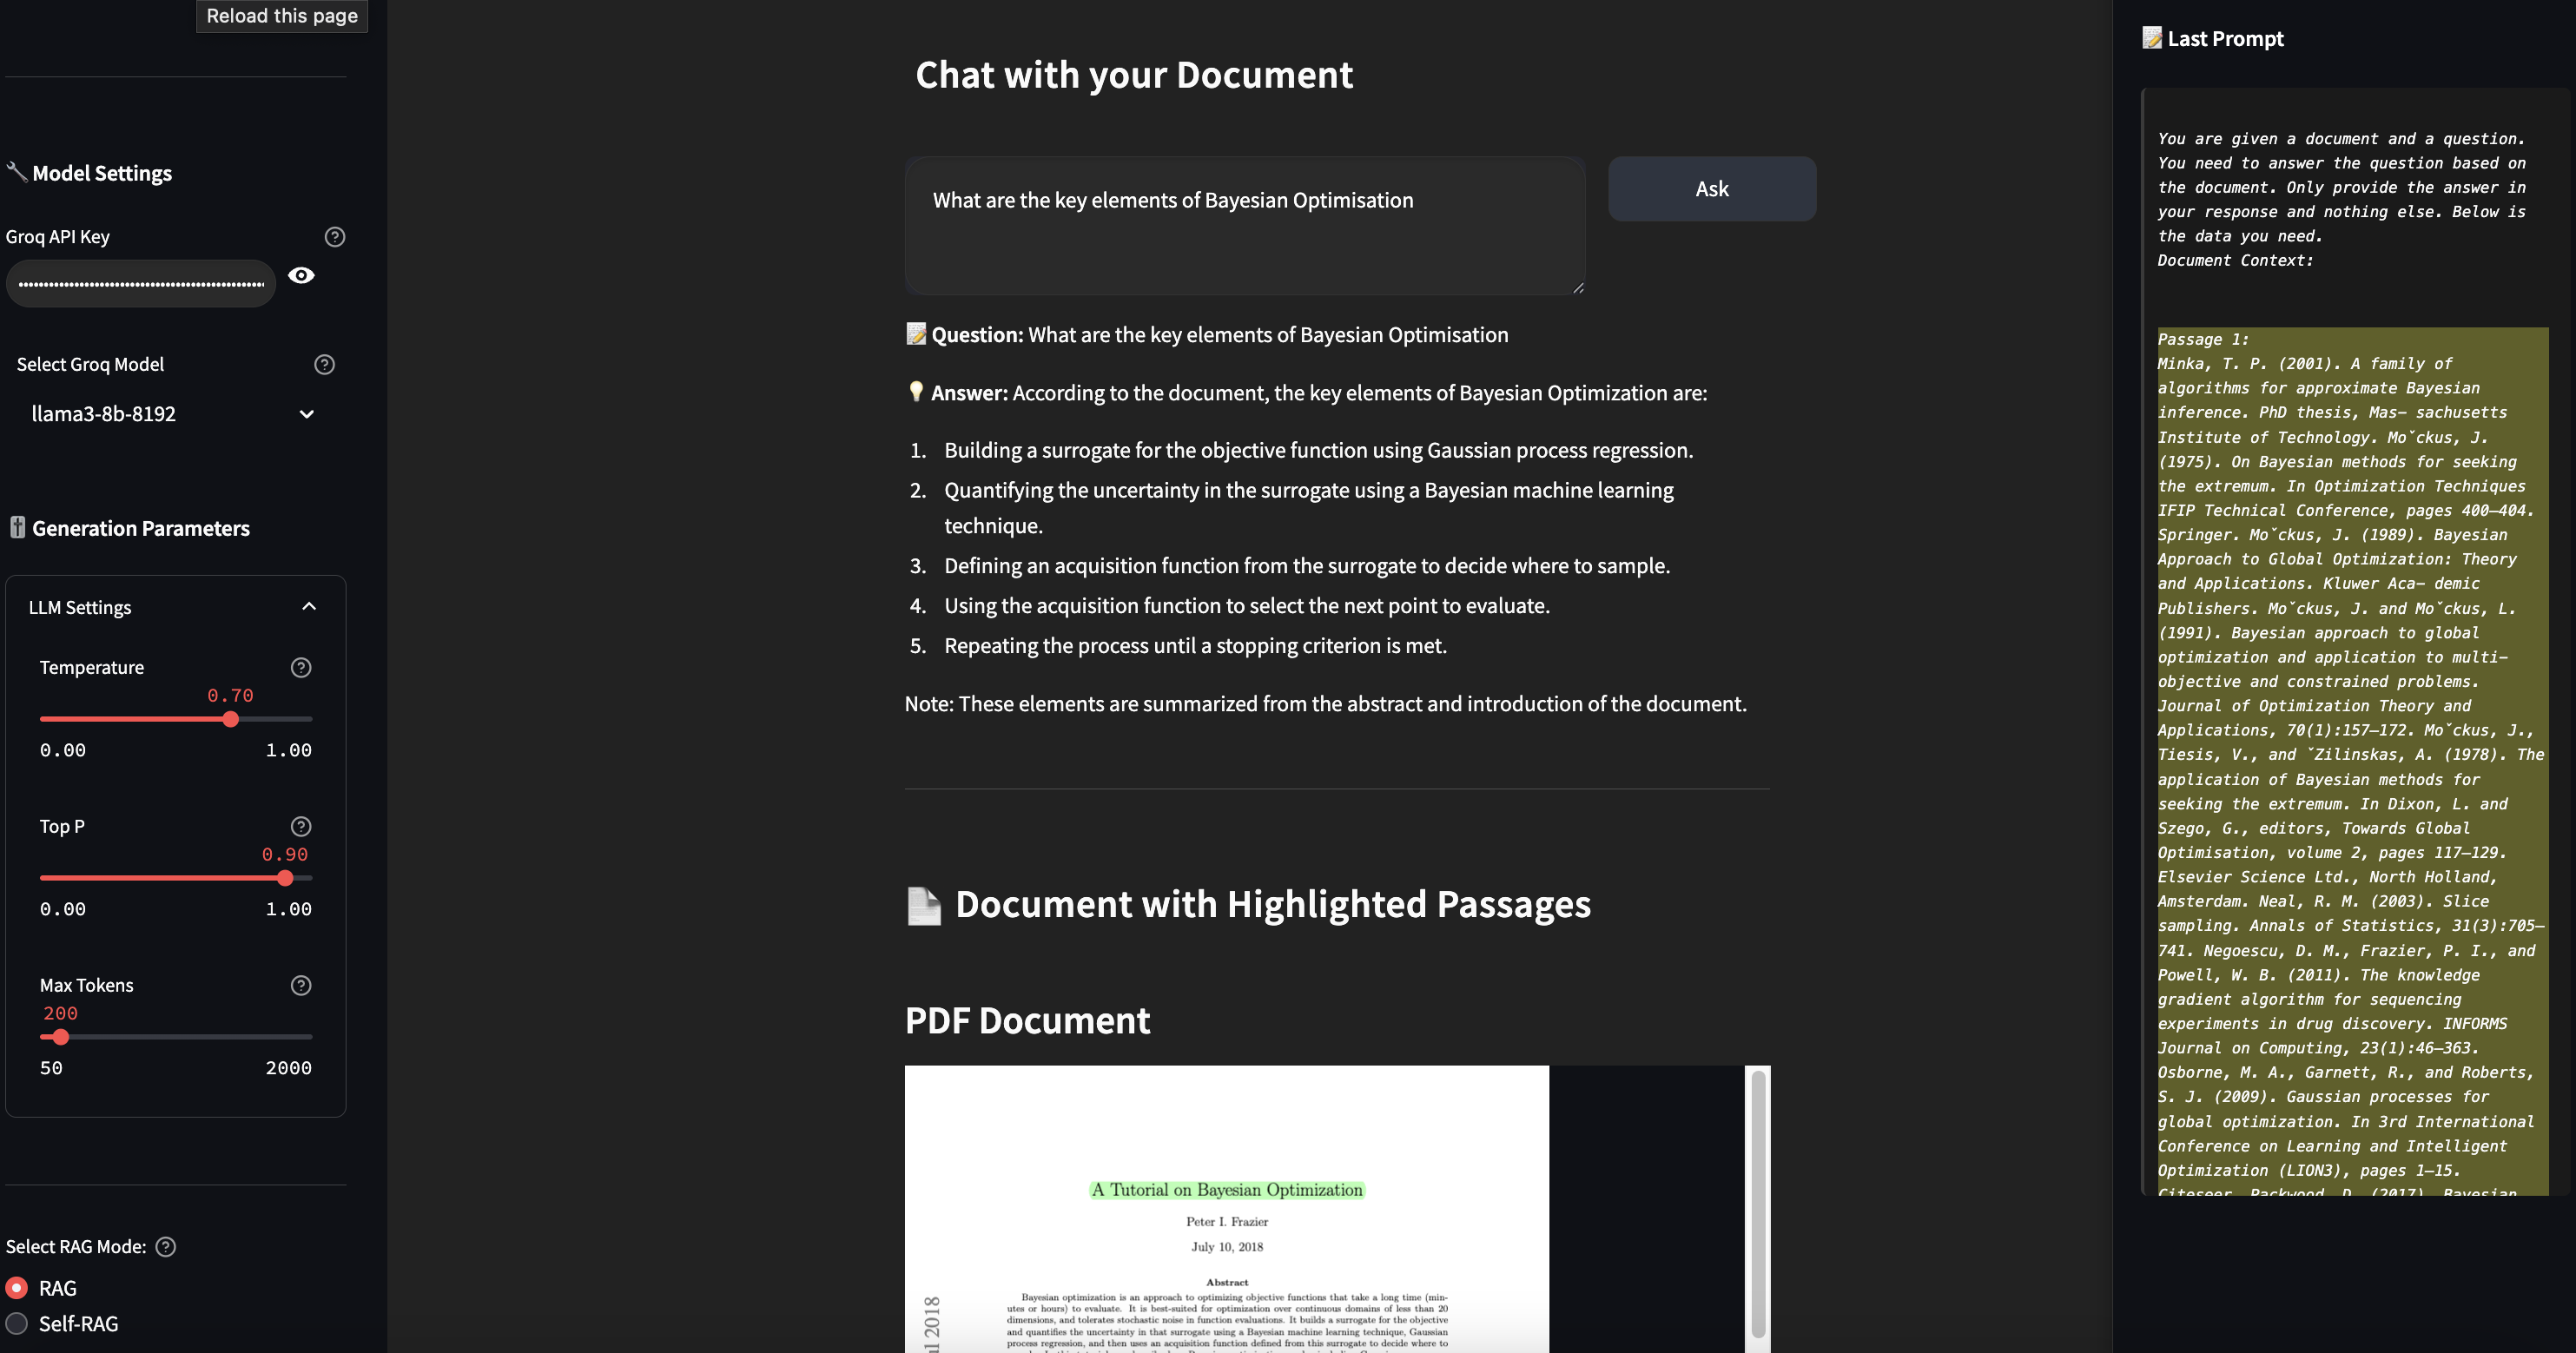 Reload this page
🔧 Model Settings
Groq API Key
••••••••••••••••••••••••••••••••••••••••••••••••
Select Groq Model
llama3-8b-8192
🎚️ Generation Parameters
LLM Settings
Temperature
0.70
0.00 1.00
Top P
0.90
0.00 1.00
Max Tokens
200
50 2000
Select RAG Mode:
RAG
Self-RAG
Chat with your Document
What are the key elements of Bayesian Optimisation
Ask
📝 Question: What are the key elements of Bayesian Optimisation
💡 Answer: According to the document, the key elements of Bayesian Optimization are:
1. Building a surrogate for the objective function using Gaussian process regression.
2. Quantifying the uncertainty in the surrogate using a Bayesian machine learning
technique.
3. Defining an acquisition function from the surrogate to decide where to sample.
4. Using the acquisition function to select the next point to evaluate.
5. Repeating the process until a stopping criterion is met.
Note: These elements are summarized from the abstract and introduction of the document.
📄 Document with Highlighted Passages
PDF Document
A Tutorial on Bayesian Optimization
Peter I. Frazier
July 10, 2018
Abstract
Bayesian optimization is an approach to optimizing objective functions that take a long time (min-
utes or hours) to evaluate. It is best-suited for optimization over continuous domains of less than 20
dimensions, and tolerates stochastic noise in function evaluations. It builds a surrogate for the objective
and quantifies the uncertainty in that surrogate using a Bayesian machine learning technique, Gaussian
process regression, and then uses an acquisition function defined from this surrogate to decide where to
2018
📝 Last Prompt
You are given a document and a question.
You need to answer the question based on
the document. Only provide the answer in
your response and nothing else. Below is
the data you need.
Document Context:
Passage 1:
Minka, T. P. (2001). A family of
algorithms for approximate Bayesian
inference. PhD thesis, Mas- sachusetts
Institute of Technology. Moˇckus, J.
(1975). On Bayesian methods for seeking
the extremum. In Optimization Techniques
IFIP Technical Conference, pages 400–404.
Springer. Moˇckus, J. (1989). Bayesian
Approach to Global Optimization: Theory
and Applications. Kluwer Aca- demic
Publishers. Moˇckus, J. and Moˇckus, L.
(1991). Bayesian approach to global
optimization and application to multi-
objective and constrained problems.
Journal of Optimization Theory and
Applications, 70(1):157–172. Moˇckus, J.,
Tiesis, V., and ˇZilinskas, A. (1978). The
application of Bayesian methods for
seeking the extremum. In Dixon, L. and
Szego, G., editors, Towards Global
Optimisation, volume 2, pages 117–129.
Elsevier Science Ltd., North Holland,
Amsterdam. Neal, R. M. (2003). Slice
sampling. Annals of Statistics, 31(3):705–
741. Negoescu, D. M., Frazier, P. I., and
Powell, W. B. (2011). The knowledge
gradient algorithm for sequencing
experiments in drug discovery. INFORMS
Journal on Computing, 23(1):46–363.
Osborne, M. A., Garnett, R., and Roberts,
S. J. (2009). Gaussian processes for
global optimization. In 3rd International
Conference on Learning and Intelligent
Optimization (LION3), pages 1–15.
Citeseer. Packwood, D. (2017). Bayesian